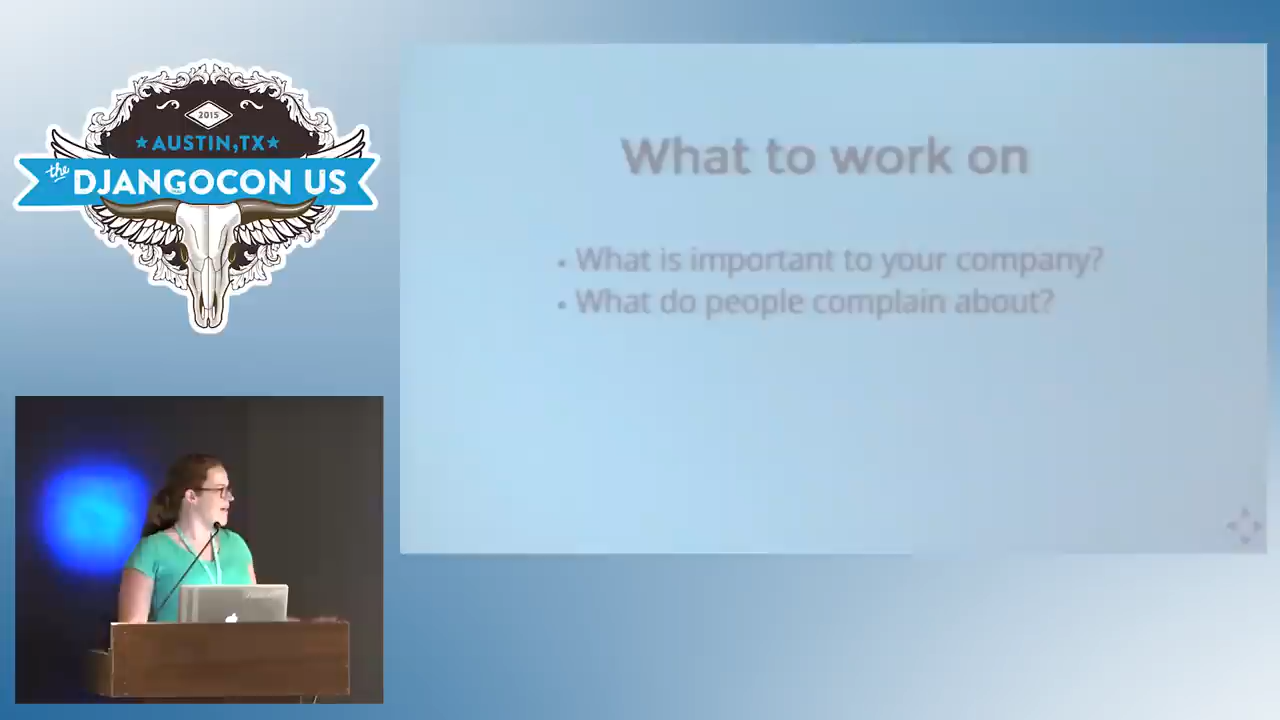 2015
AUSTIN,TX
the
DJANGOCON US
What to work on
• What is important to your company?
• What do people complain about?